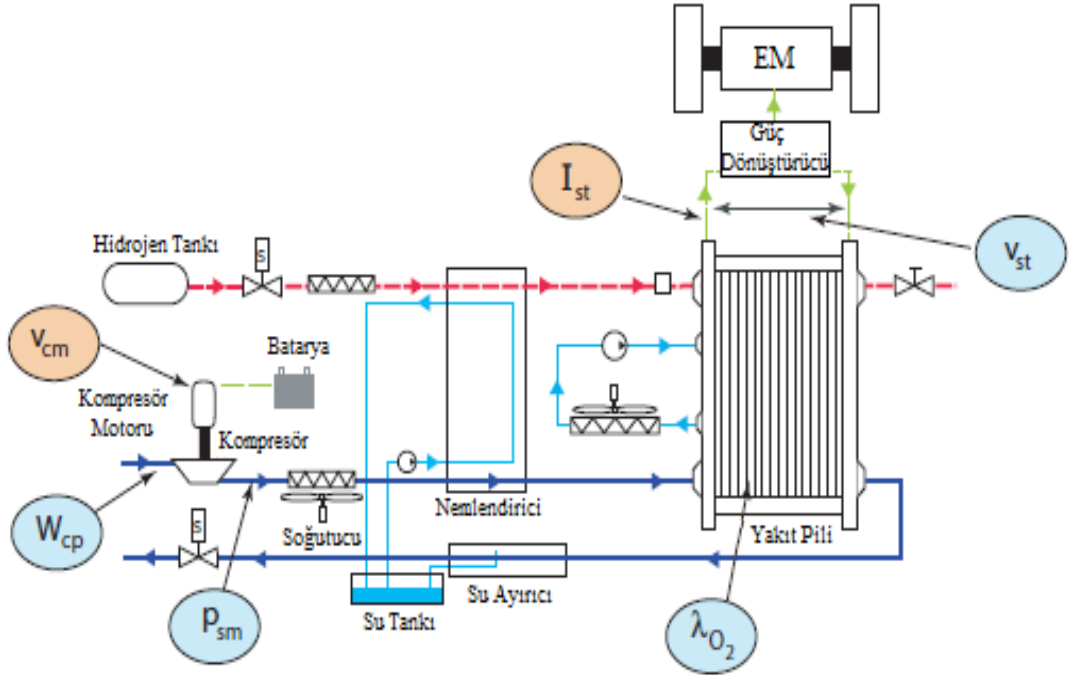 EM
Güç
Dönüştürücü
I_st
v_st
Hidrojen Tankı
S
v_cm
Batarya
Kompresör
Motoru
Kompresör
W_cp
S
Soğutucu
Nemlendirici
Yakıt Pili
p_sm
Su Tankı
Su Ayırıcı
λ_O_2